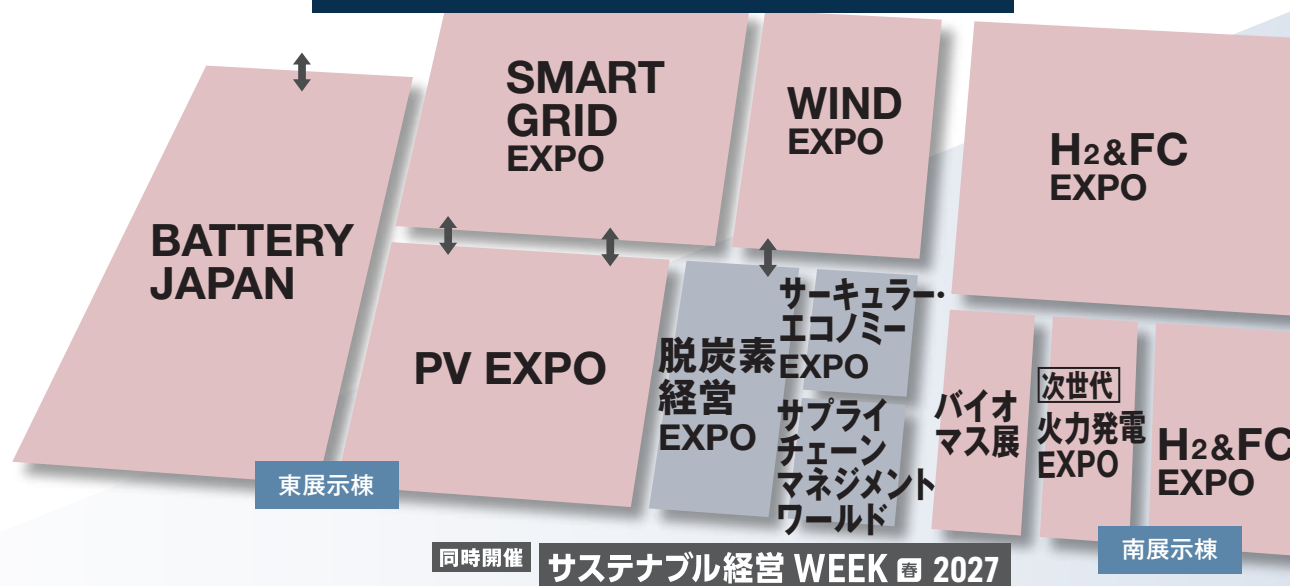 SMART
GRID
EXPO
WIND
EXPO
H2&FC
EXPO
BATTERY
JAPAN
PV EXPO
脱炭素
経営
EXPO
サーキュラー・
エコノミー
EXPO
サプライ
チェーン
マネジメント
ワールド
バイオ
マス展
次世代
火力発電
EXPO
H2&FC
EXPO
東展示棟
南展示棟
同時開催 サステナブル経営 WEEK 春 2027